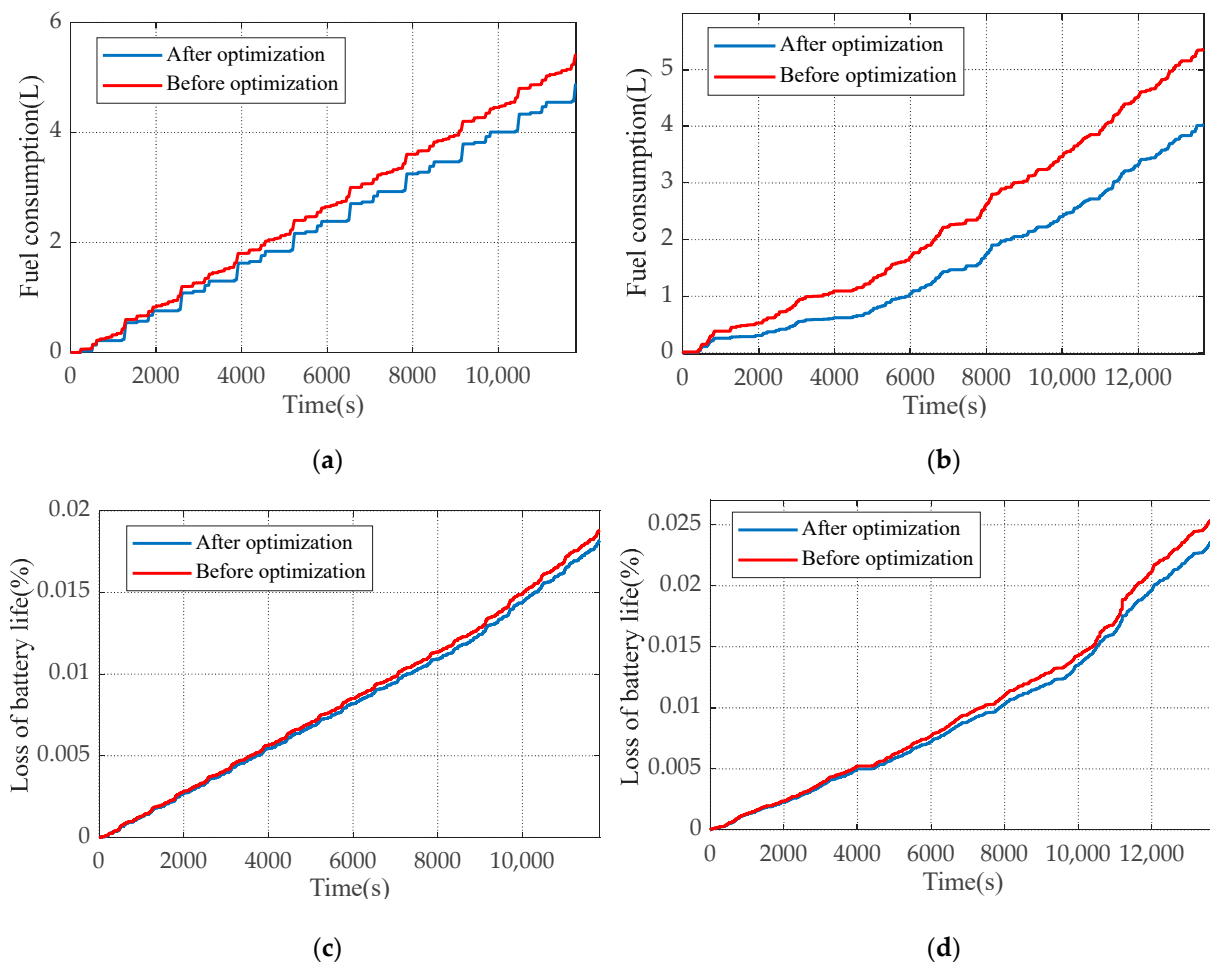 6
4
2
0
Fuel consumption(L)
After optimization
Before optimization
0 2000 4000 6000 8000 10,000
Time(s)
(a)
5
4
3
2
1
0
Fuel consumption(L)
After optimization
Before optimization
0 2000 4000 6000 8000 10,000 12,000
Time(s)
(b)
0.02
0.015
0.01
0.005
0
Loss of battery life(%)
After optimization
Before optimization
0 2000 4000 6000 8000 10,000
Time(s)
(c)
0.025
0.02
0.015
0.01
0.005
0
Loss of battery life(%)
After optimization
Before optimization
0 2000 4000 6000 8000 10,000 12,000
Time(s)
(d)